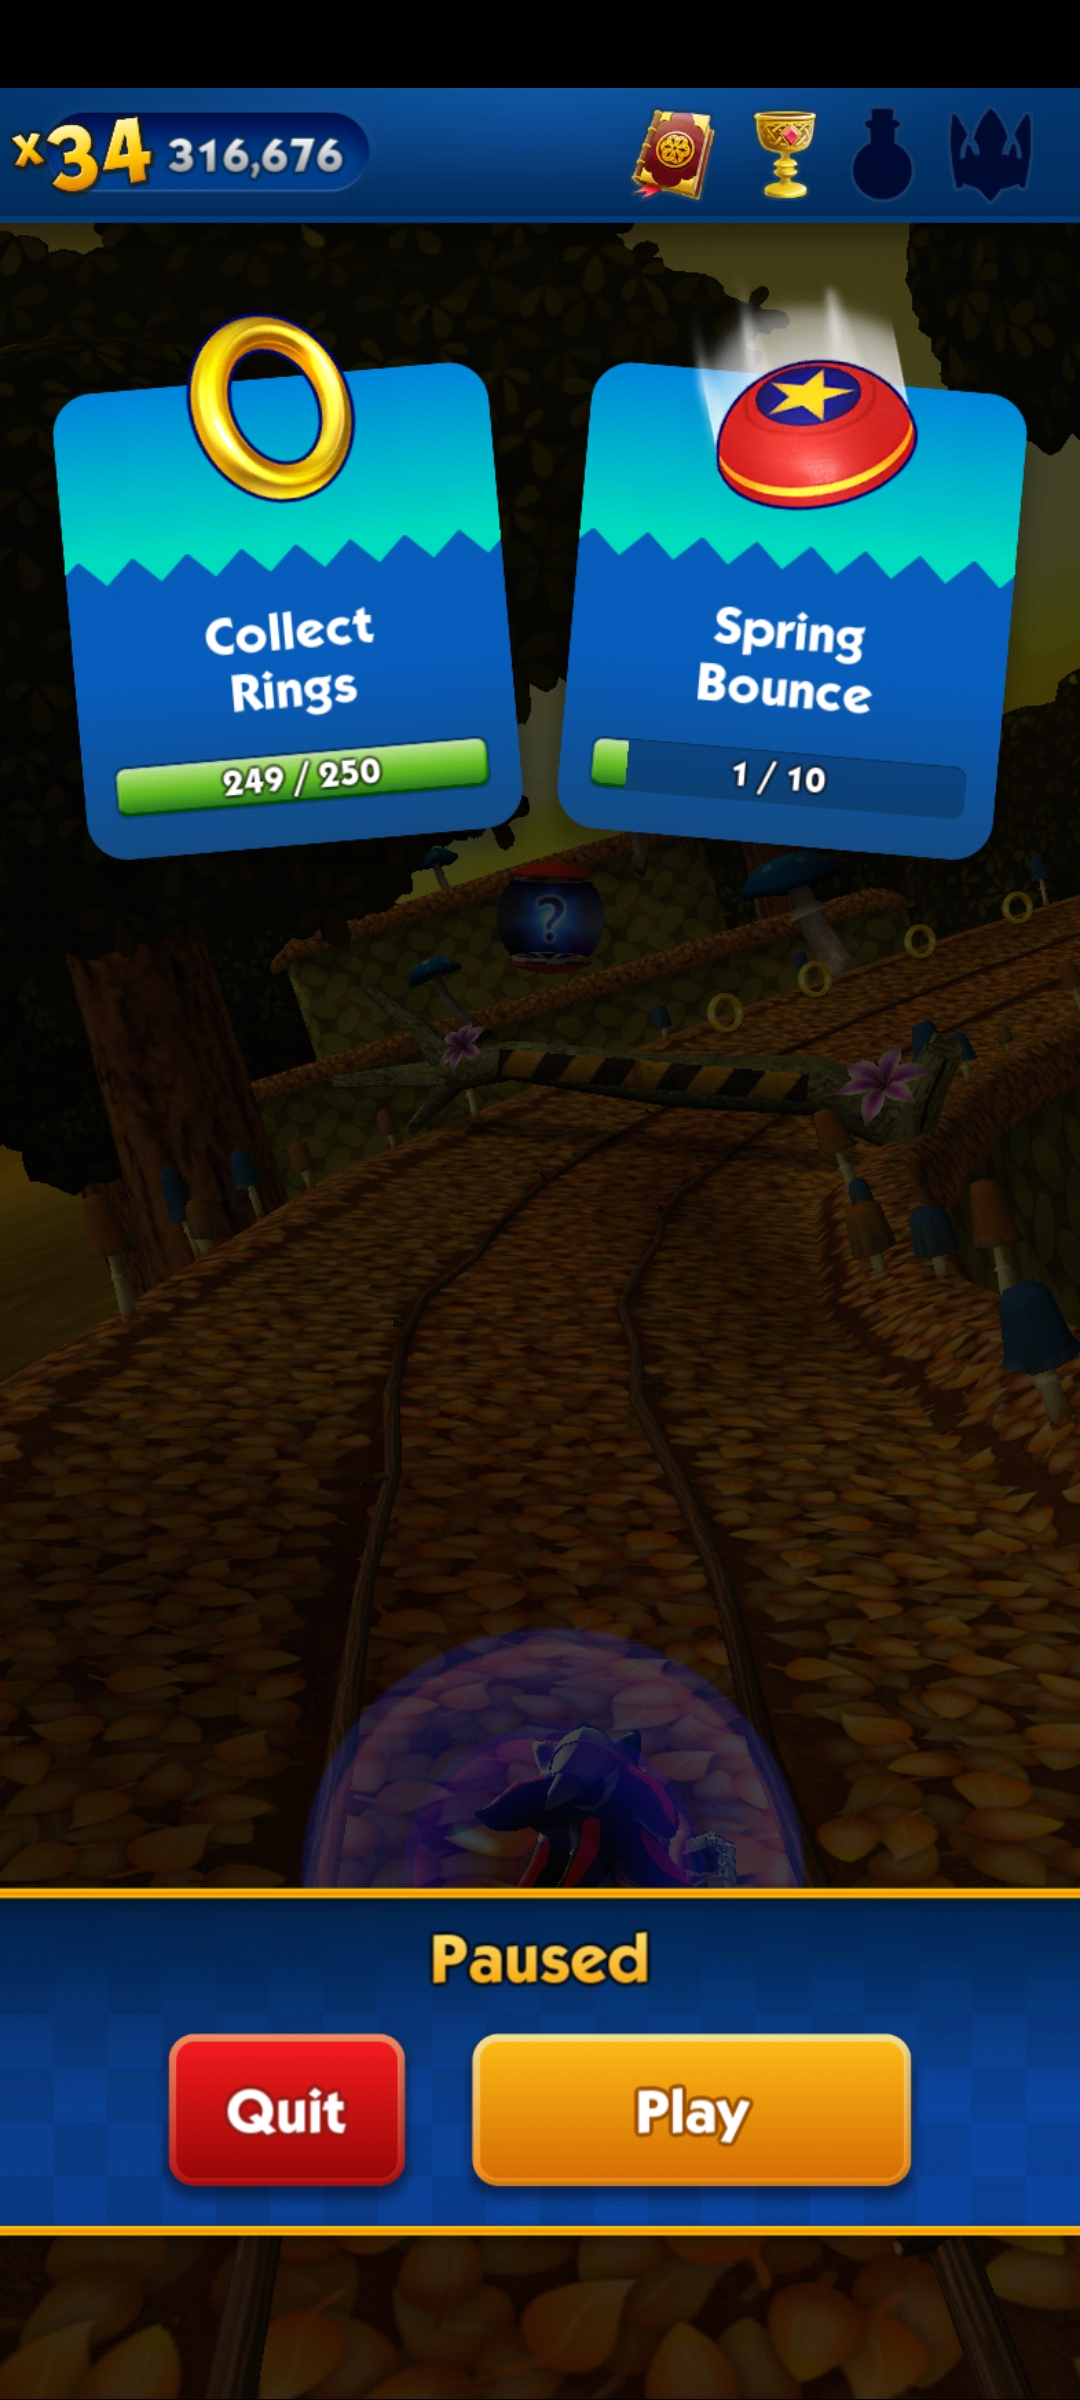 x34 316,676
Collect
Rings
249 / 250
Spring
Bounce
1 / 10
?
Paused
Quit
Play